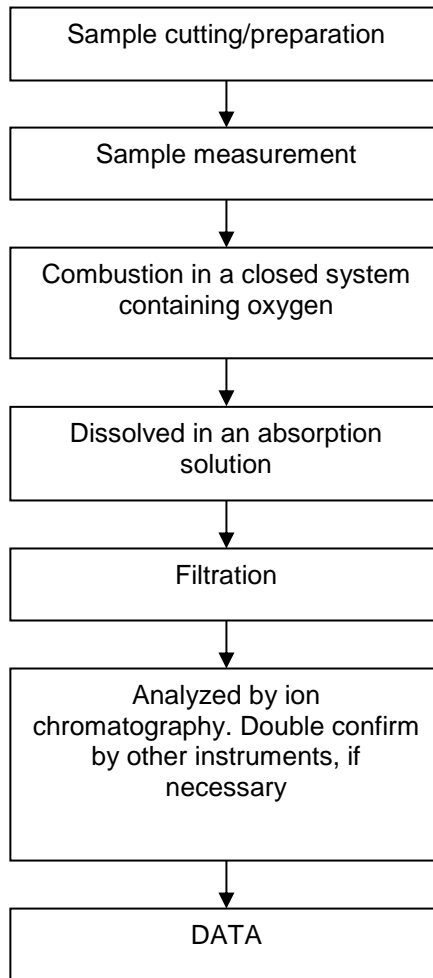 Sample cutting/preparation
Sample measurement
Combustion in a closed system
containing oxygen
Dissolved in an absorption
solution
Filtration
Analyzed by ion
chromatography. Double confirm
by other instruments, if
necessary
DATA